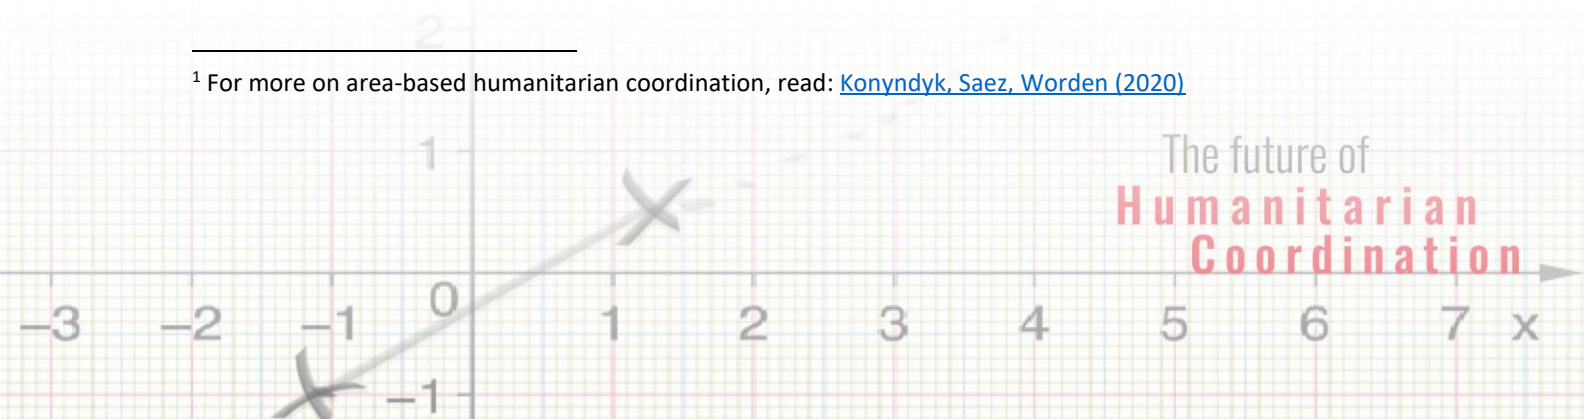 2
¹ For more on area-based humanitarian coordination, read: Konyndyk, Saez, Worden (2020)
1
The future of
Humanitarian
Coordination
0
–3 –2 –1 1 2 3 4 5 6 7 x
–1